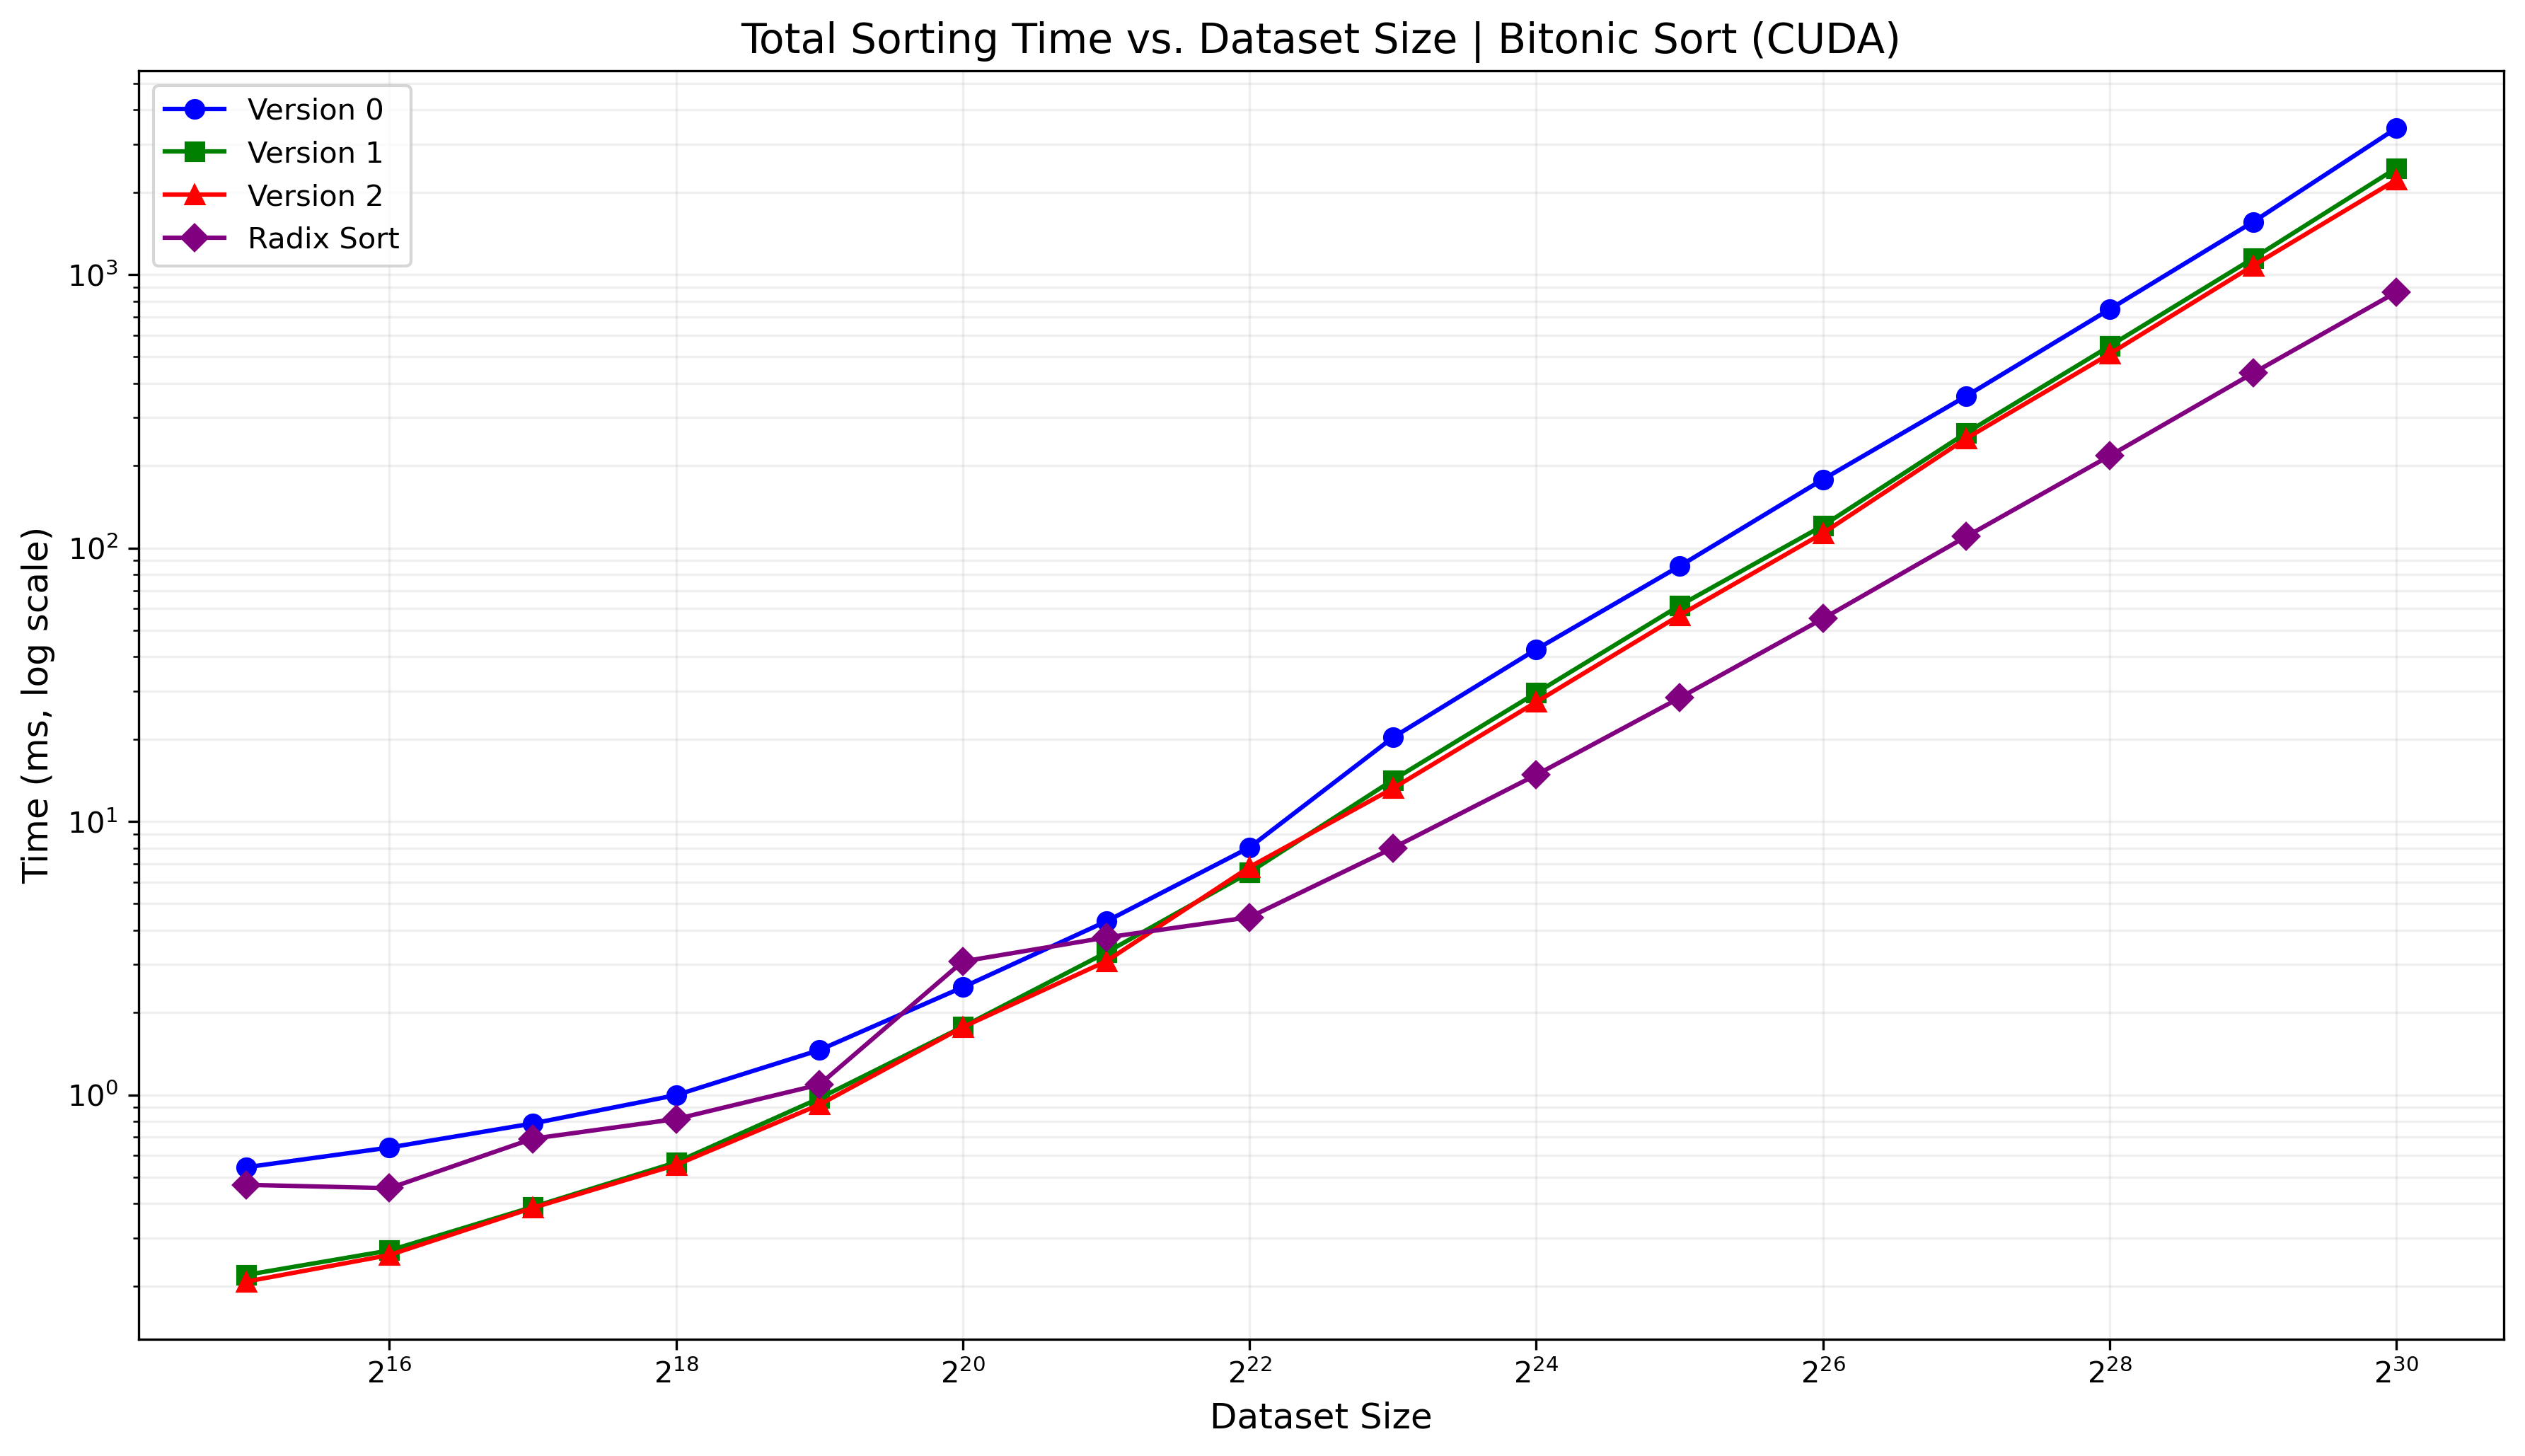 Total Sorting Time vs. Dataset Size | Bitonic Sort (CUDA)
Version 0
Version 1
Version 2
Radix Sort
10³
10²
10¹
10⁰
Time (ms, log scale)
2¹⁶ 2¹⁸ 2²⁰ 2²² 2²⁴ 2²⁶ 2²⁸ 2³⁰
Dataset Size